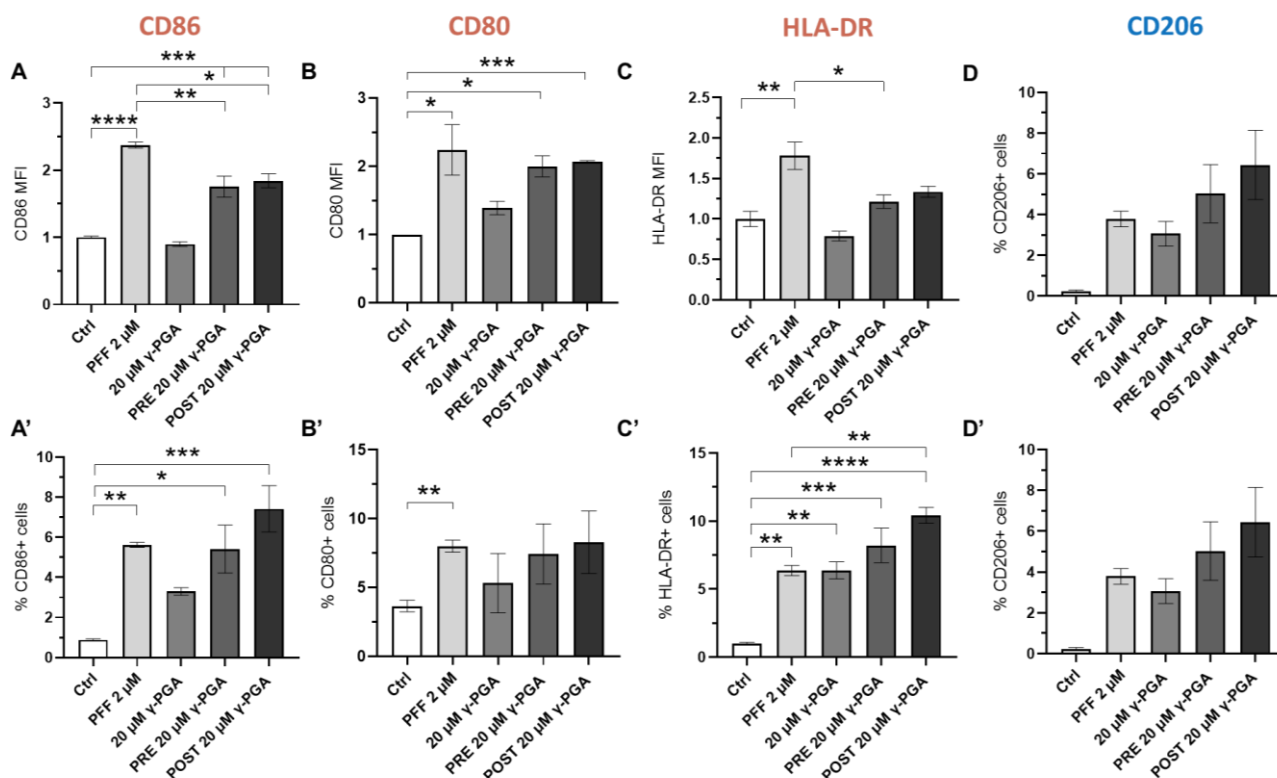 CD86
CD80
HLA-DR
CD206
A
***
*
**
****
CD86 MFI
3
2
1
0
Ctrl
PFF 2 µM
20 µM γ-PGA
PRE 20 µM γ-PGA
POST 20 µM γ-PGA
B
***
*
*
CD80 MFI
3
2
1
0
Ctrl
PFF 2 µM
20 µM γ-PGA
PRE 20 µM γ-PGA
POST 20 µM γ-PGA
C
**
*
HLA-DR MFI
2.5
2.0
1.5
1.0
0.5
0.0
Ctrl
PFF 2 µM
20 µM γ-PGA
PRE 20 µM γ-PGA
POST 20 µM γ-PGA
D
% CD206+ cells
10
8
6
4
2
0
Ctrl
PFF 2 µM
20 µM γ-PGA
PRE 20 µM γ-PGA
POST 20 µM γ-PGA
A'
***
*
**
% CD86+ cells
10
8
6
4
2
0
Ctrl
PFF 2 µM
20 µM γ-PGA
PRE 20 µM γ-PGA
POST 20 µM γ-PGA
B'
**
% CD80+ cells
15
10
5
0
Ctrl
PFF 2 µM
20 µM γ-PGA
PRE 20 µM γ-PGA
POST 20 µM γ-PGA
C'
**
****
***
**
**
% HLA-DR+ cells
15
10
5
0
Ctrl
PFF 2 µM
20 µM γ-PGA
PRE 20 µM γ-PGA
POST 20 µM γ-PGA
D'
% CD206+ cells
10
8
6
4
2
0
Ctrl
PFF 2 µM
20 µM γ-PGA
PRE 20 µM γ-PGA
POST 20 µM γ-PGA